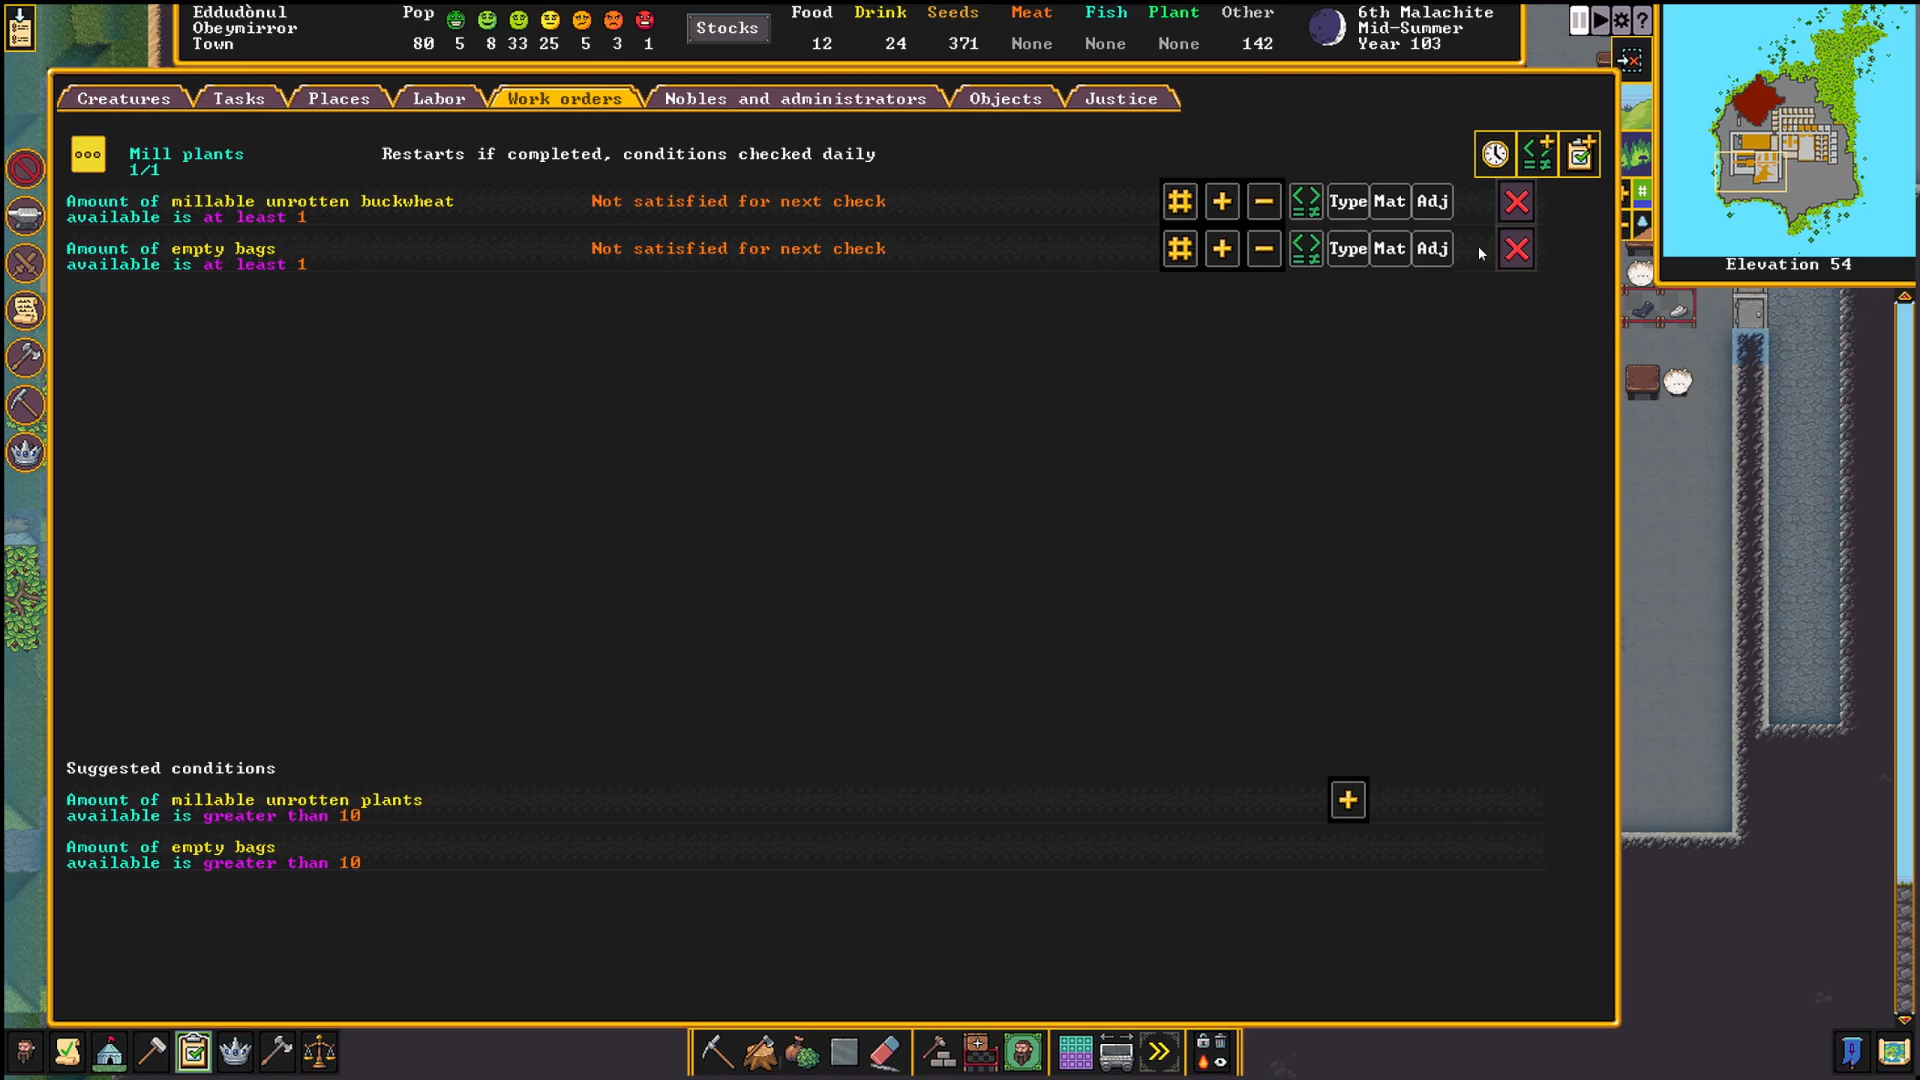 Eddudònul
Obeymirror
Town
Pop
80 5 8 33 25 5 3 1
Stocks
Food Drink Seeds Meat Fish Plant Other
12 24 371 None None None 142
6th Malachite
Mid-Summer
Year 103
?
Elevation 54
Creatures Tasks Places Labor Work orders Nobles and administrators Objects Justice
Mill plants
1/1
Restarts if completed, conditions checked daily
Amount of millable unrotten buckwheat
available is at least 1
Not satisfied for next check
Type Mat Adj
Amount of empty bags
available is at least 1
Not satisfied for next check
Type Mat Adj
Suggested conditions
Amount of millable unrotten plants
available is greater than 10
Amount of empty bags
available is greater than 10